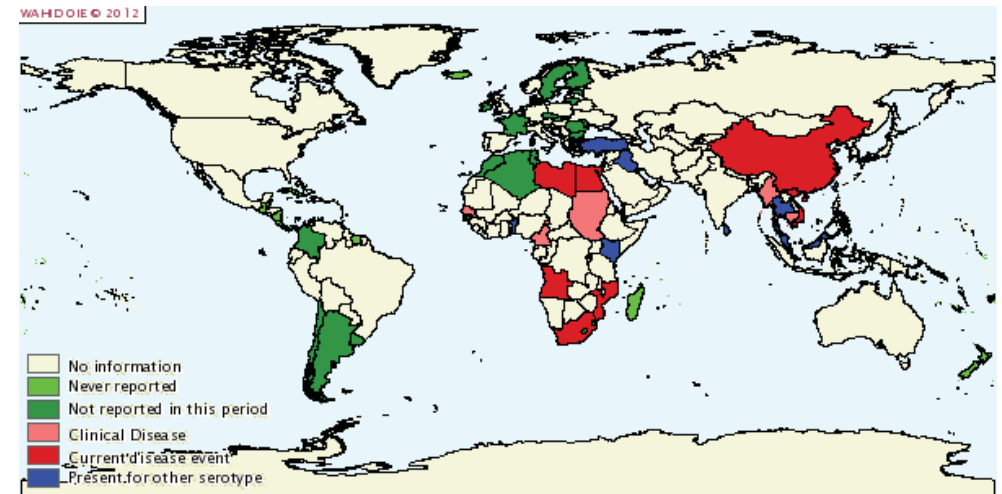 WAHID OIE © 2012
No information
Never reported
Not reported in this period
Clinical Disease
Current disease event
Present for other serotype